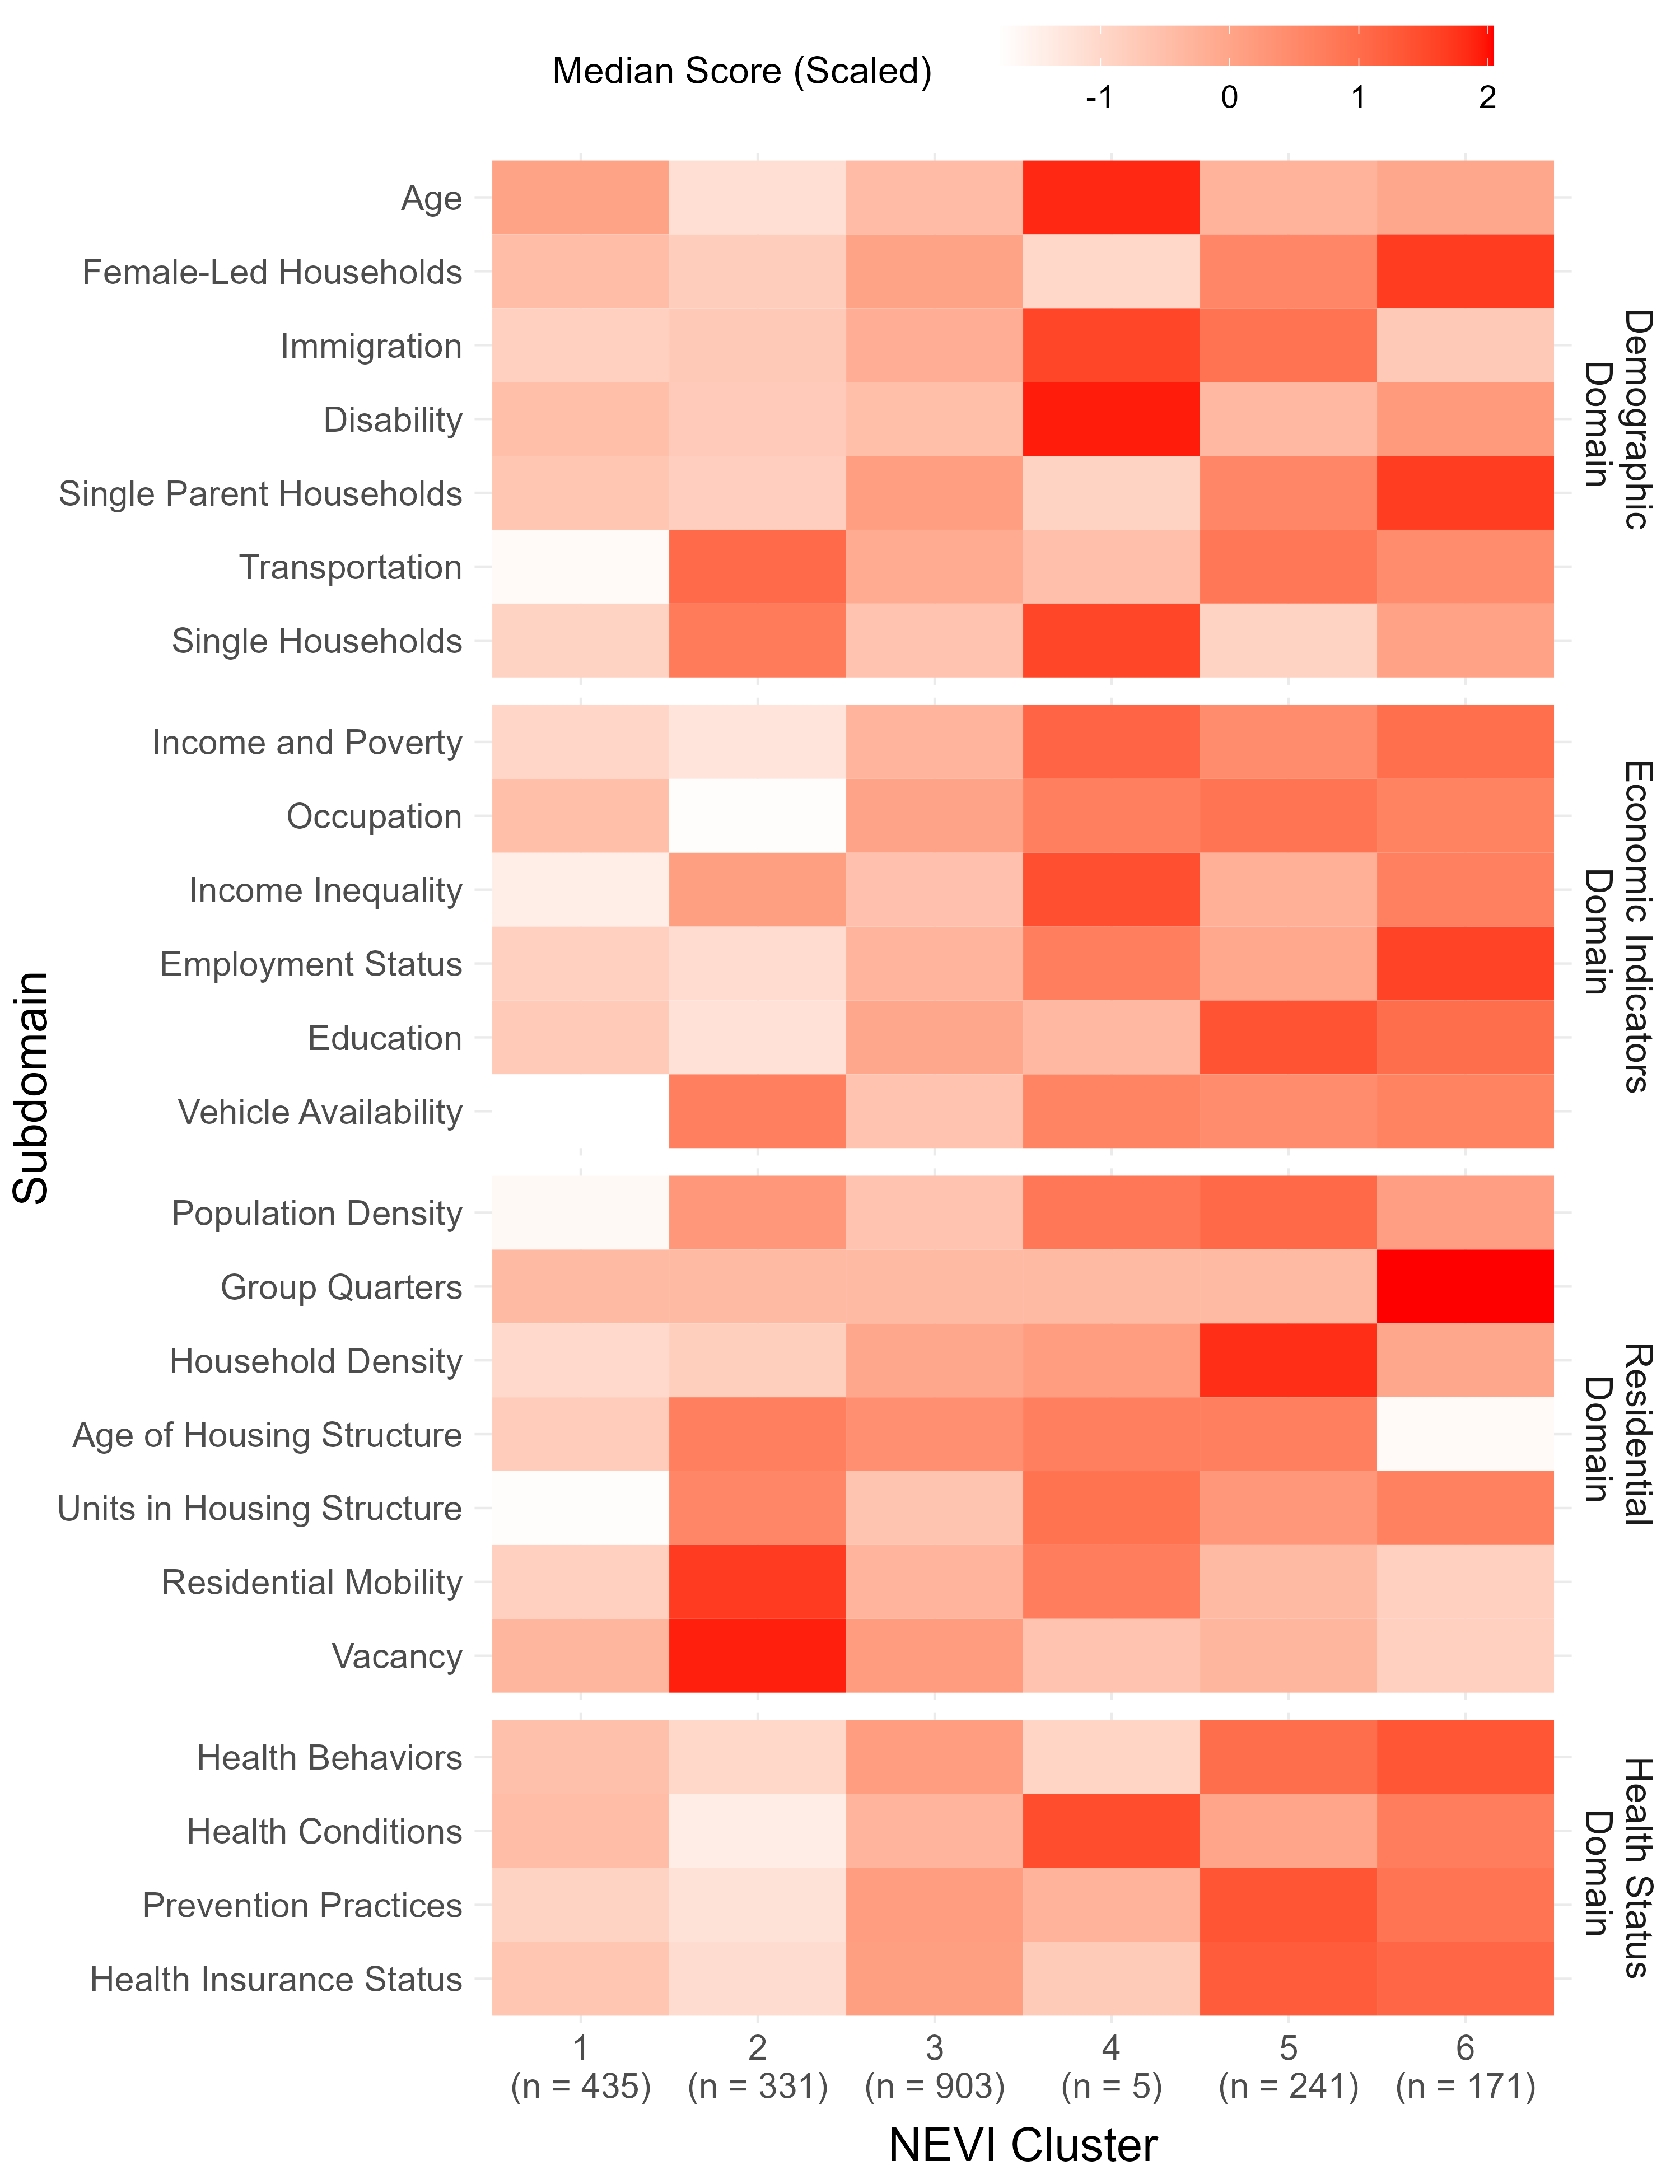 Median Score (Scaled)
-1 0 1 2
Subdomain
Age
Female-Led Households
Immigration
Disability
Single Parent Households
Transportation
Single Households
Demographic
Domain
Income and Poverty
Occupation
Income Inequality
Employment Status
Education
Vehicle Availability
Economic Indicators
Domain
Population Density
Group Quarters
Household Density
Age of Housing Structure
Units in Housing Structure
Residential Mobility
Vacancy
Residential
Domain
Health Behaviors
Health Conditions
Prevention Practices
Health Insurance Status
Health Status
Domain
1 2 3 4 5 6
(n = 435) (n = 331) (n = 903) (n = 5) (n = 241) (n = 171)
NEVI Cluster